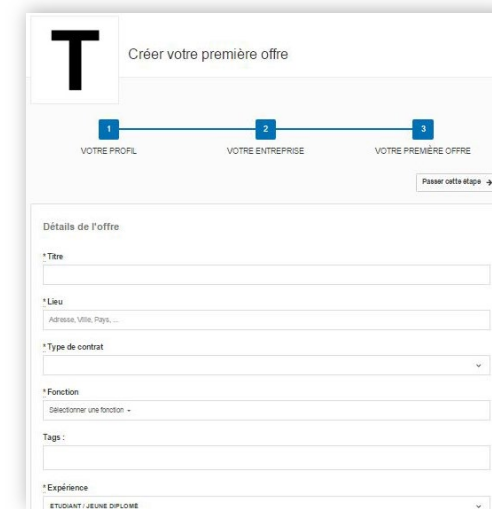 T
Créer votre première offre
1
2
3
VOTRE PROFIL
VOTRE ENTREPRISE
VOTRE PREMIÈRE OFFRE
Passer cette étape →
Détails de l'offre
* Titre
* Lieu
Adresse, Ville, Pays, ...
* Type de contrat
* Fonction
Sélectionner une fonction
Tags :
* Expérience
ETUDIANT / JEUNE DIPLOMÉ